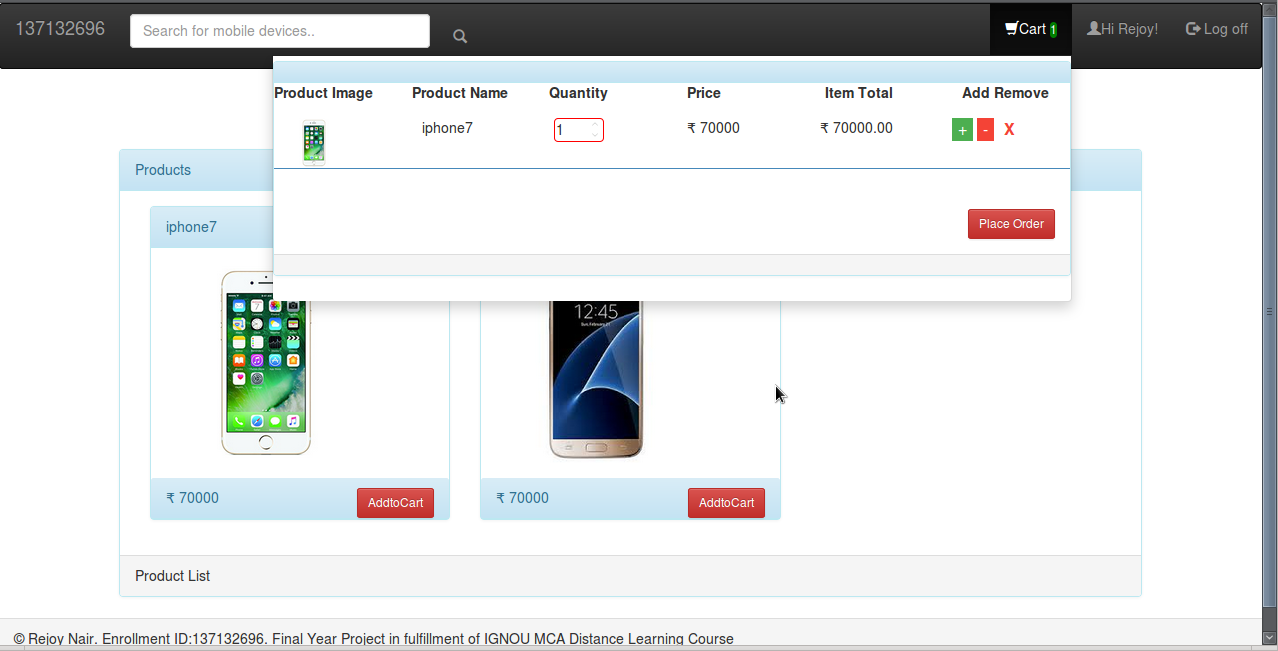 137132696 Search for mobile devices.. Cart 1 Hi Rejoy! Log off
Product Image Product Name Quantity Price Item Total Add Remove
iphone7 1 ₹ 70000 ₹ 70000.00 + - X
Place Order
Products
iphone7
12:45
₹ 70000 AddtoCart ₹ 70000 AddtoCart
Product List
© Rejoy Nair. Enrollment ID:137132696. Final Year Project in fulfillment of IGNOU MCA Distance Learning Course